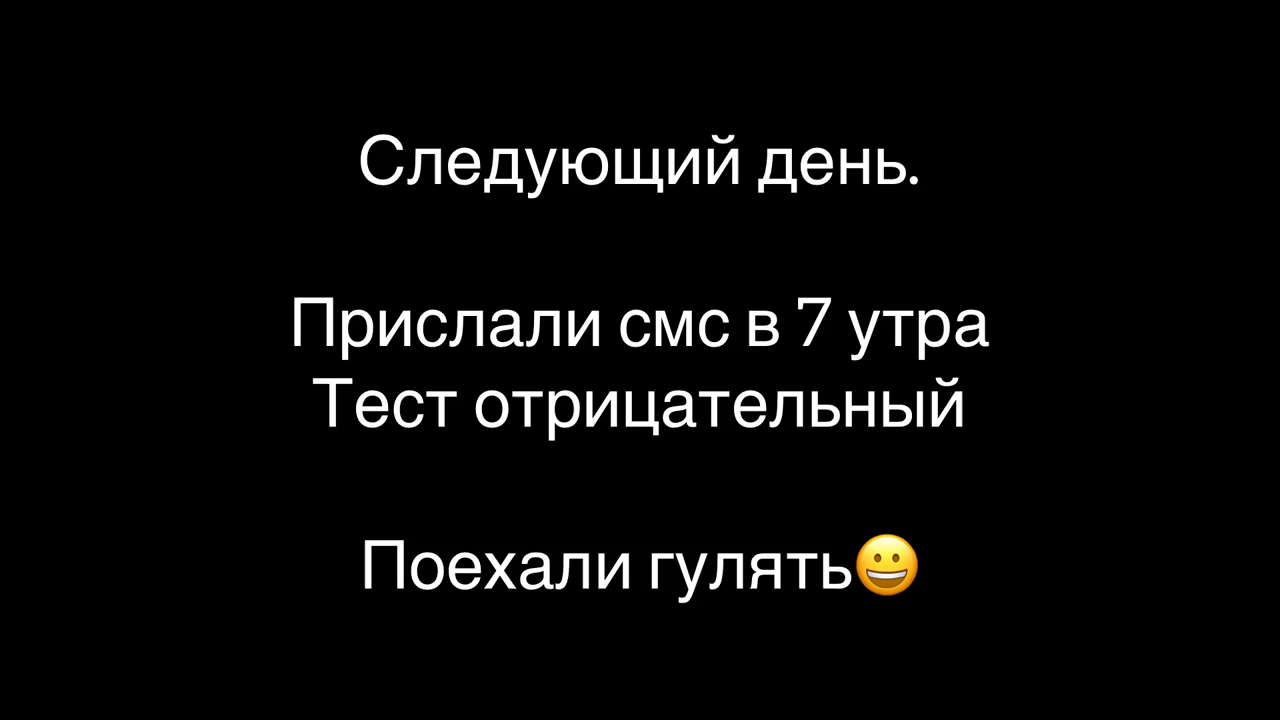 Следующий день.
Прислали смс в 7 утра
Тест отрицательный
Поехали гулять😀